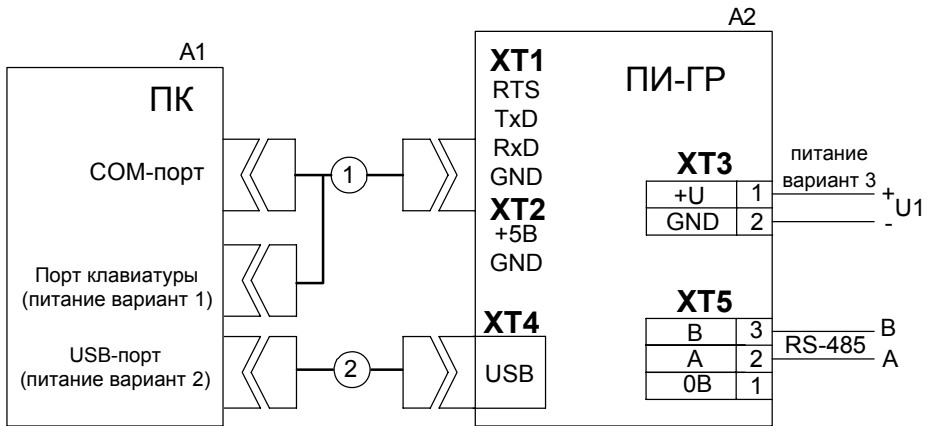 A1
ПК
COM-порт
Порт клавиатуры
(питание вариант 1)
USB-порт
(питание вариант 2)
1
2
A2
ПИ-ГР
XT1
RTS
TxD
RxD
GND
XT2
+5В
GND
XT4
USB
XT3
+U 1
GND 2
питание
вариант 3
+
U1
-
XT5
B 3
A 2
0В 1
RS-485
B
A